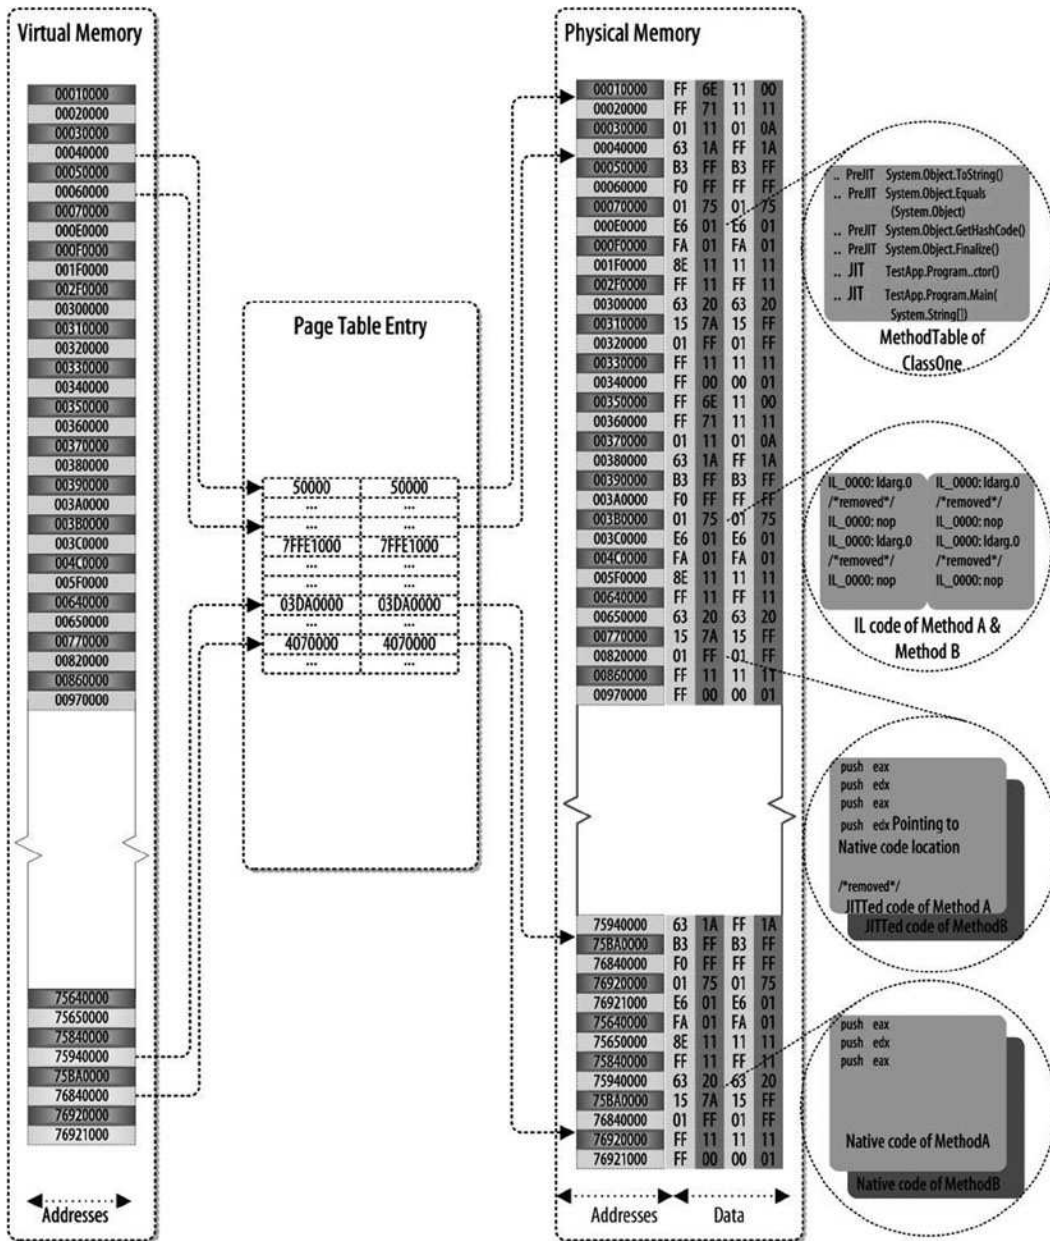 Virtual Memory
00010000
00020000
00030000
00040000
00050000
00060000
00070000
000E0000
000F0000
001F0000
002F0000
00300000
00310000
00320000
00330000
00340000
00350000
00360000
00370000
00380000
00390000
003A0000
003B0000
003C0000
004C0000
005F0000
00640000
00650000
00770000
00820000
00860000
00970000
75640000
75650000
75840000
75940000
75BA0000
76840000
76920000
76921000
Addresses
Page Table Entry
50000 50000
... ...
... ...
7FFE1000 7FFE1000
... ...
... ...
03DA0000 03DA0000
... ...
4070000 4070000
... ...
Physical Memory
00010000 FF 6E 11 00
00020000 FF 71 11 11
00030000 01 11 01 0A
00040000 63 1A FF 1A
00050000 B3 FF B3 FF
00060000 F0 FF FF FF
00070000 01 75 01 75
000E0000 E6 01 E6 01
000F0000 FA 01 FA 01
001F0000 8E 11 11 11
002F0000 FF 11 FF 11
00300000 63 20 63 20
00310000 15 7A 15 FF
00320000 01 FF 01 FF
00330000 FF 11 11 11
00340000 FF 00 00 01
00350000 FF 6E 11 00
00360000 FF 71 11 11
00370000 01 11 01 0A
00380000 63 1A FF 1A
00390000 B3 FF B3 FF
003A0000 F0 FF FF FF
003B0000 01 75 01 75
003C0000 E6 01 E6 01
004C0000 FA 01 FA 01
005F0000 8E 11 11 11
00640000 FF 11 FF 11
00650000 63 20 63 20
00770000 15 7A 15 FF
00820000 01 FF 01 FF
00860000 FF 11 11 11
00970000 FF 00 00 01
75940000 63 1A FF 1A
75BA0000 B3 FF B3 FF
76840000 F0 FF FF FF
76920000 01 75 01 75
76921000 E6 01 E6 01
75640000 FA 01 FA 01
75650000 8E 11 11 11
75840000 FF 11 FF 11
75940000 63 20 63 20
75BA0000 15 7A 15 FF
76840000 01 FF 01 FF
76920000 FF 11 11 11
76921000 FF 00 00 01
Addresses Data
.. PreJIT System.Object.ToString()
.. PreJIT System.Object.Equals
(System.Object)
.. PreJIT System.Object.GetHashCode()
.. PreJIT System.Object.Finalize()
.. JIT TestApp.Program..ctor()
.. JIT TestApp.Program.Main(
System.String[])
MethodTable of
ClassOne
IL_0000: ldarg.0 IL_0000: ldarg.0
/*removed*/ /*removed*/
IL_0000: nop IL_0000: nop
IL_0000: ldarg.0 IL_0000: ldarg.0
/*removed*/ /*removed*/
IL_0000: nop IL_0000: nop
IL code of Method A &
Method B
push eax
push edx
push eax
push edx Pointing to
Native code location
/*removed*/
JITTed code of Method A
JITTed code of MethodB
push eax
push edx
push eax
Native code of MethodA
Native code of MethodB